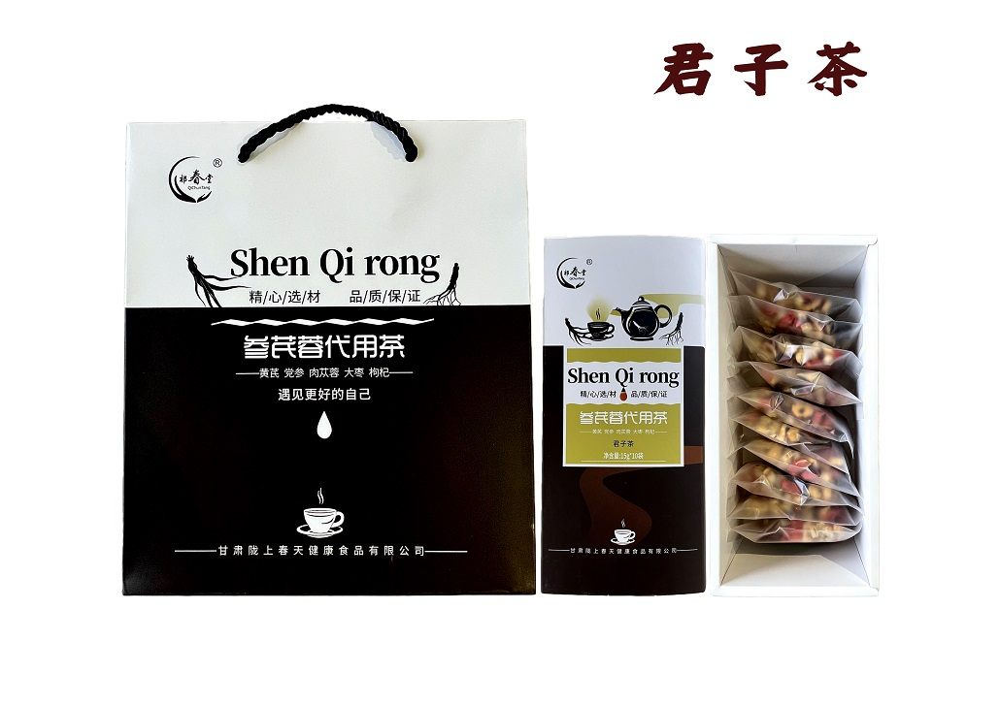 君子茶
祁春堂
®
QiChunTang
Shen Qi rong
精/心/选/材 品/质/保/证
参芪蓉代用茶
黄芪 党参 肉苁蓉 大枣 枸杞
遇见更好的自己
甘肃陇上春天健康食品有限公司
祁春堂
®
QiChunTang
Shen Qi rong
精/心/选/材 品/质/保/证
参芪蓉代用茶
黄芪 党参 肉苁蓉 大枣 枸杞
君子茶
净含量:15g*10袋
甘肃陇上春天健康食品有限公司